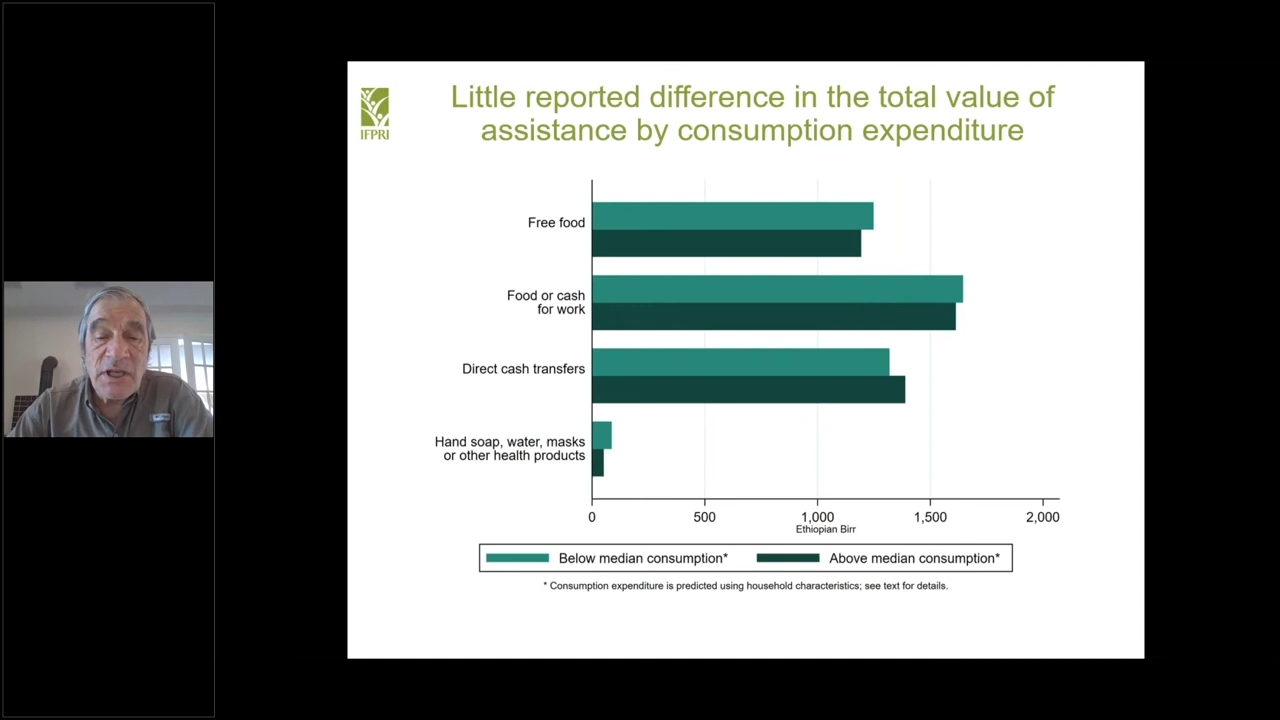 IFPRI
Little reported difference in the total value of
assistance by consumption expenditure
Free food
Food or cash
for work
Direct cash transfers
Hand soap, water, masks
or other health products
0 500 1,000 1,500 2,000
Ethiopian Birr
Below median consumption* Above median consumption*
* Consumption expenditure is predicted using household characteristics; see text for details.